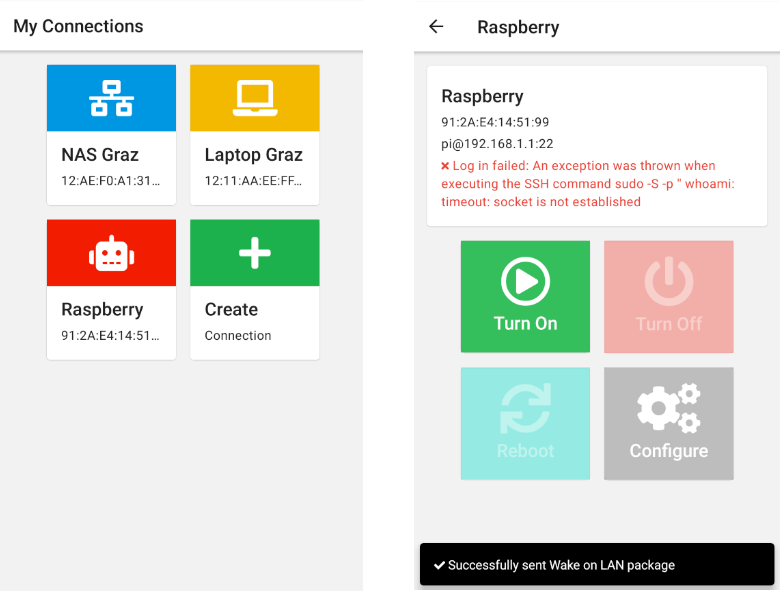 My Connections
NAS Graz
12:AE:F0:A1:31...
Laptop Graz
12:11:AA:EE:FF...
Raspberry
91:2A:E4:14:51...
Create
Connection
Raspberry
Raspberry
91:2A:E4:14:51:99
pi@192.168.1.1:22
Log in failed: An exception was thrown when
executing the SSH command sudo -S -p '' whoami:
timeout: socket is not established
Turn On
Turn Off
Reboot
Configure
Successfully sent Wake on LAN package